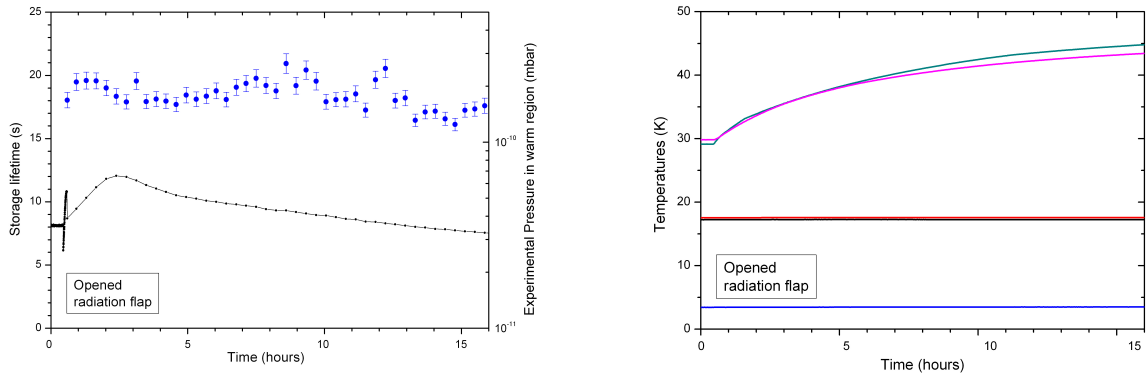 25
20
15
10
5
0
Storage lifetime (s)
Opened
radiation flap
0
5
10
15
Time (hours)
10⁻¹⁰
10⁻¹¹
Experimental Pressure in warm region (mbar)
50
40
30
20
10
0
Temperatures (K)
Opened
radiation flap
0
5
10
15
Time (hours)